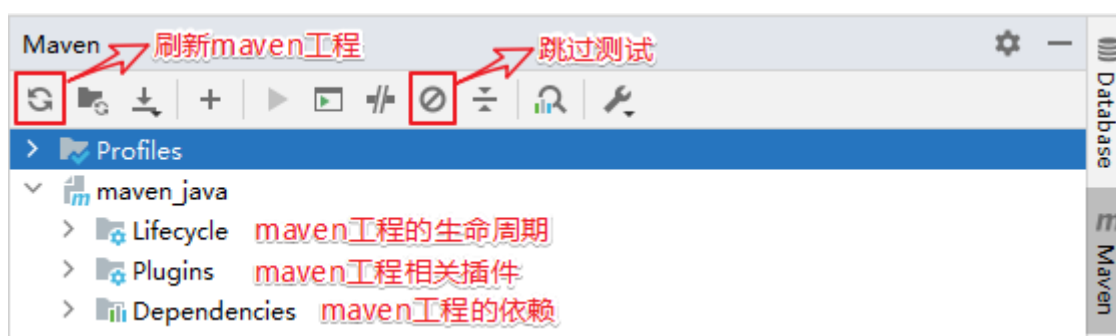 Maven 刷新maven工程 跳过测试
Profiles
maven_java
Lifecycle maven工程的生命周期
Plugins maven工程相关插件
Dependencies maven工程的依赖
Database
m Maven